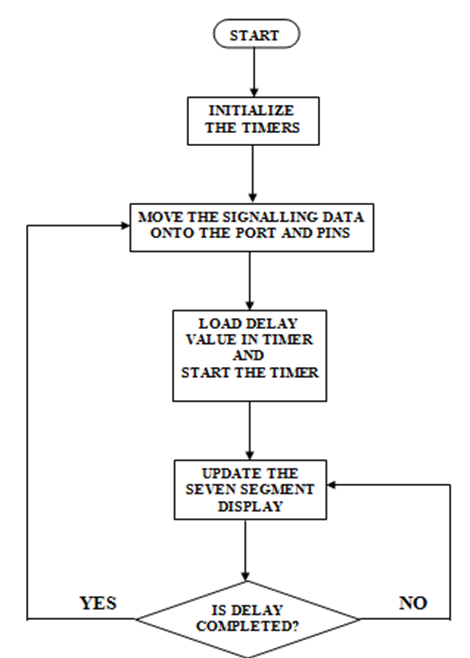 START
INITIALIZE
THE TIMERS
MOVE THE SIGNALLING DATA
ONTO THE PORT AND PINS
LOAD DELAY
VALUE IN TIMER
AND
START THE TIMER
UPDATE THE
SEVEN SEGMENT
DISPLAY
YES
IS DELAY
COMPLETED?
NO